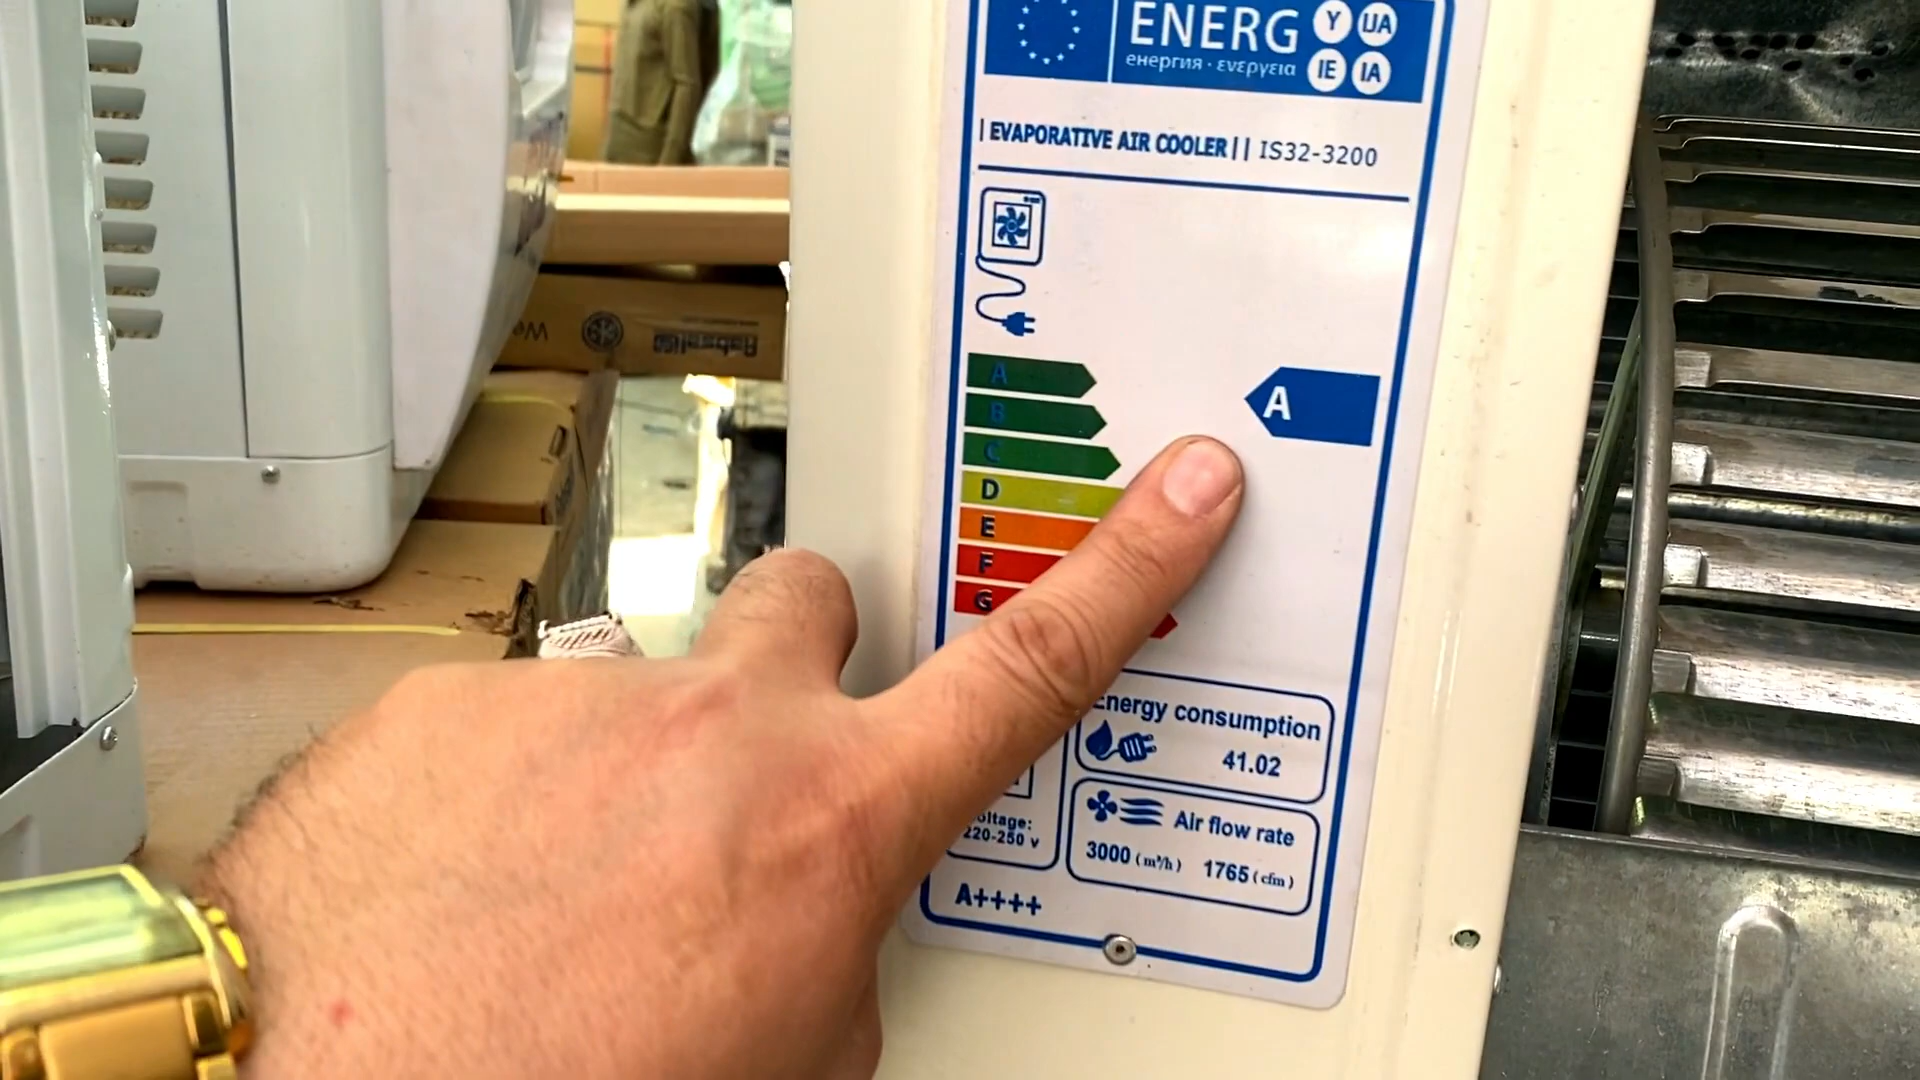 ENERG
Y UA
IE IA
енергия · ενεργεια
| EVAPORATIVE AIR COOLER || IS32-3200
A
B
C
D
E
F
G
A
Energy consumption
41.02
Voltage:
220-250 v
Air flow rate
3000 (m³/h) 1765 (cfm)
A++++